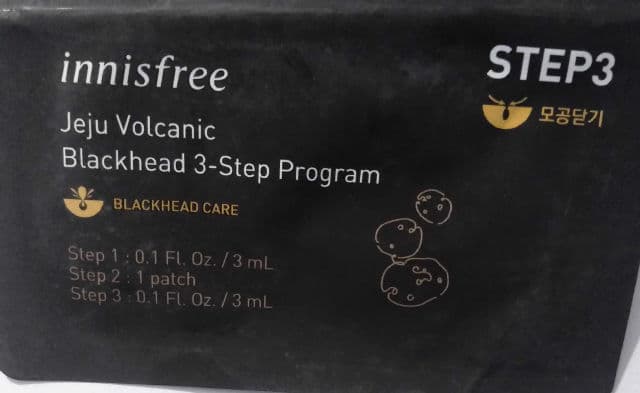 innisfree
STEP3
모공닫기
Jeju Volcanic
Blackhead 3-Step Program
BLACKHEAD CARE
Step 1 : 0.1 Fl. Oz. / 3 mL
Step 2 : 1 patch
Step 3 : 0.1 Fl. Oz. / 3 mL